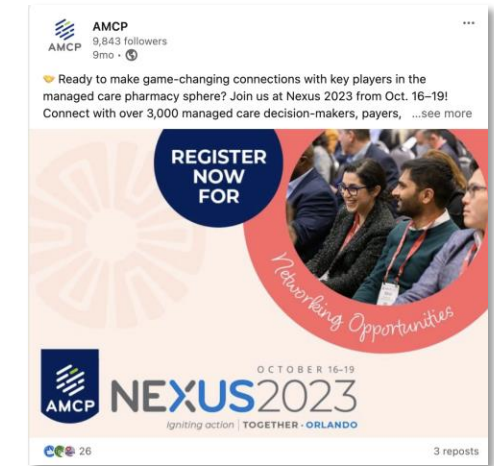 AMCP
AMCP
9,843 followers
9mo •
🤝 Ready to make game-changing connections with key players in the
managed care pharmacy sphere? Join us at Nexus 2023 from Oct. 16–19!
Connect with over 3,000 managed care decision-makers, payers, ...see more
REGISTER
NOW
FOR
Networking Opportunities
OCTOBER 16–19
AMCP
NEXUS2023
igniting action | TOGETHER • ORLANDO
26
3 reposts